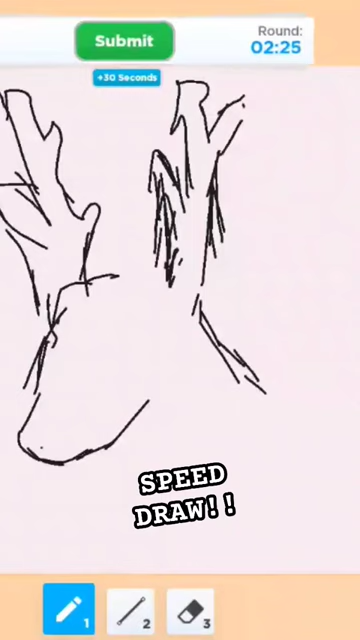 Submit
Round:
02:25
+30 Seconds
SPEED
DRAW!!
1
2
3